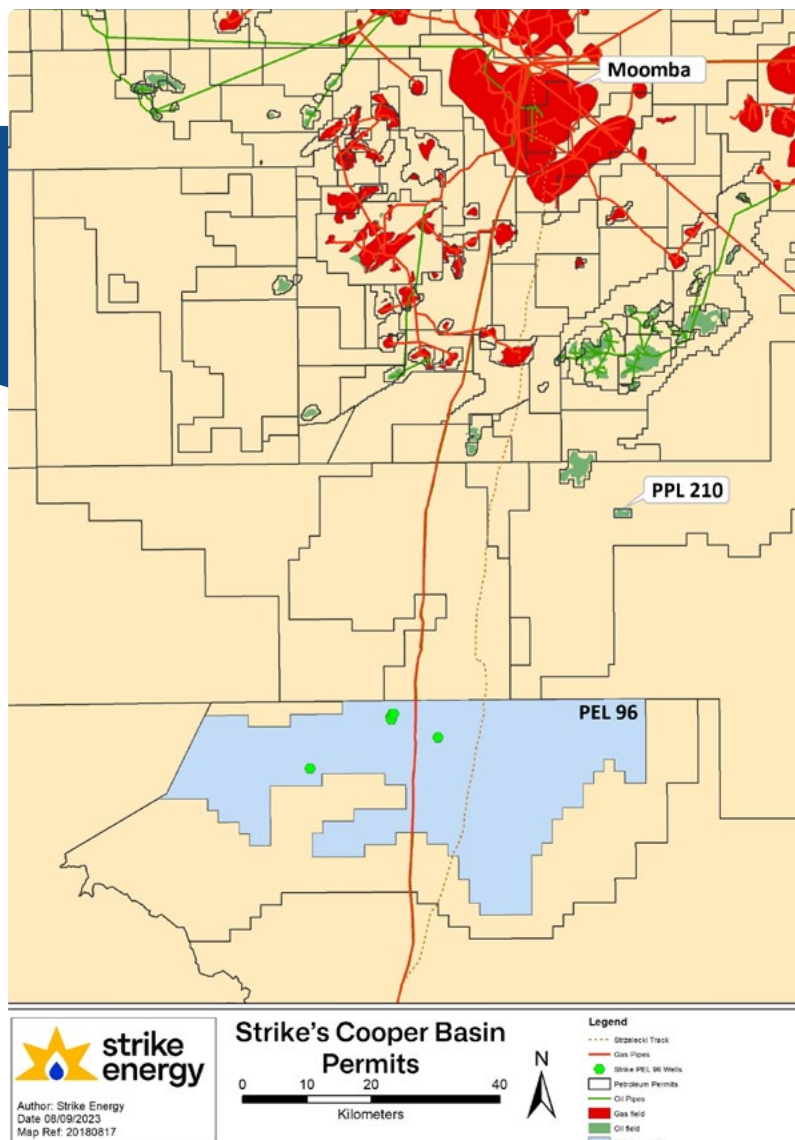 Moomba
PPL 210
PEL 96
strike
energy
Author: Strike Energy
Date 08/09/2023
Map Ref: 20180817
Strike's Cooper Basin
Permits
0 10 20 40
Kilometers
N
Legend
Strzelecki Track
Gas Pipes
Strike PEL 96 Wells
Petroleum Permits
Oil Pipes
Gas field
Oil field